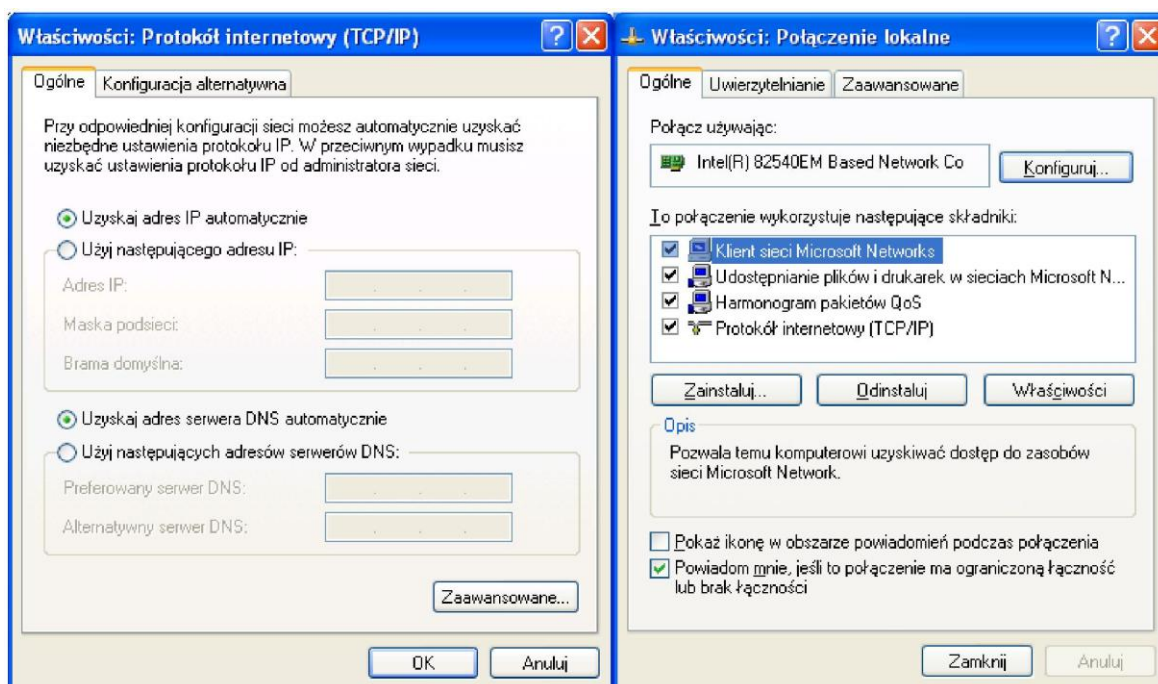 Właściwości: Protokół internetowy (TCP/IP)
Ogólne
Konfiguracja alternatywna
Przy odpowiedniej konfiguracji sieci możesz automatycznie uzyskać
niezbędne ustawienia protokołu IP. W przeciwnym wypadku musisz
uzyskać ustawienia protokołu IP od administratora sieci.
Uzyskaj adres IP automatycznie
Użyj następującego adresu IP:
Adres IP:
Maska podsieci:
Brama domyślna:
Uzyskaj adres serwera DNS automatycznie
Użyj następujących adresów serwerów DNS:
Preferowany serwer DNS:
Alternatywny serwer DNS:
Zaawansowane...
OK
Anuluj
Właściwości: Połączenie lokalne
Ogólne
Uwierzytelnianie
Zaawansowane
Połącz używając:
Intel(R) 82540EM Based Network Co
Konfiguruj...
To połączenie wykorzystuje następujące składniki:
Klient sieci Microsoft Networks
Udostępnianie plików i drukarek w sieciach Microsoft N...
Harmonogram pakietów QoS
Protokół internetowy (TCP/IP)
Zainstaluj...
Odinstaluj
Właściwości
Opis
Pozwala temu komputerowi uzyskiwać dostęp do zasobów
sieci Microsoft Network.
Pokaż ikonę w obszarze powiadomień podczas połączenia
Powiadom mnie, jeśli to połączenie ma ograniczoną łączność
lub brak łączności
Zamknij
Anuluj